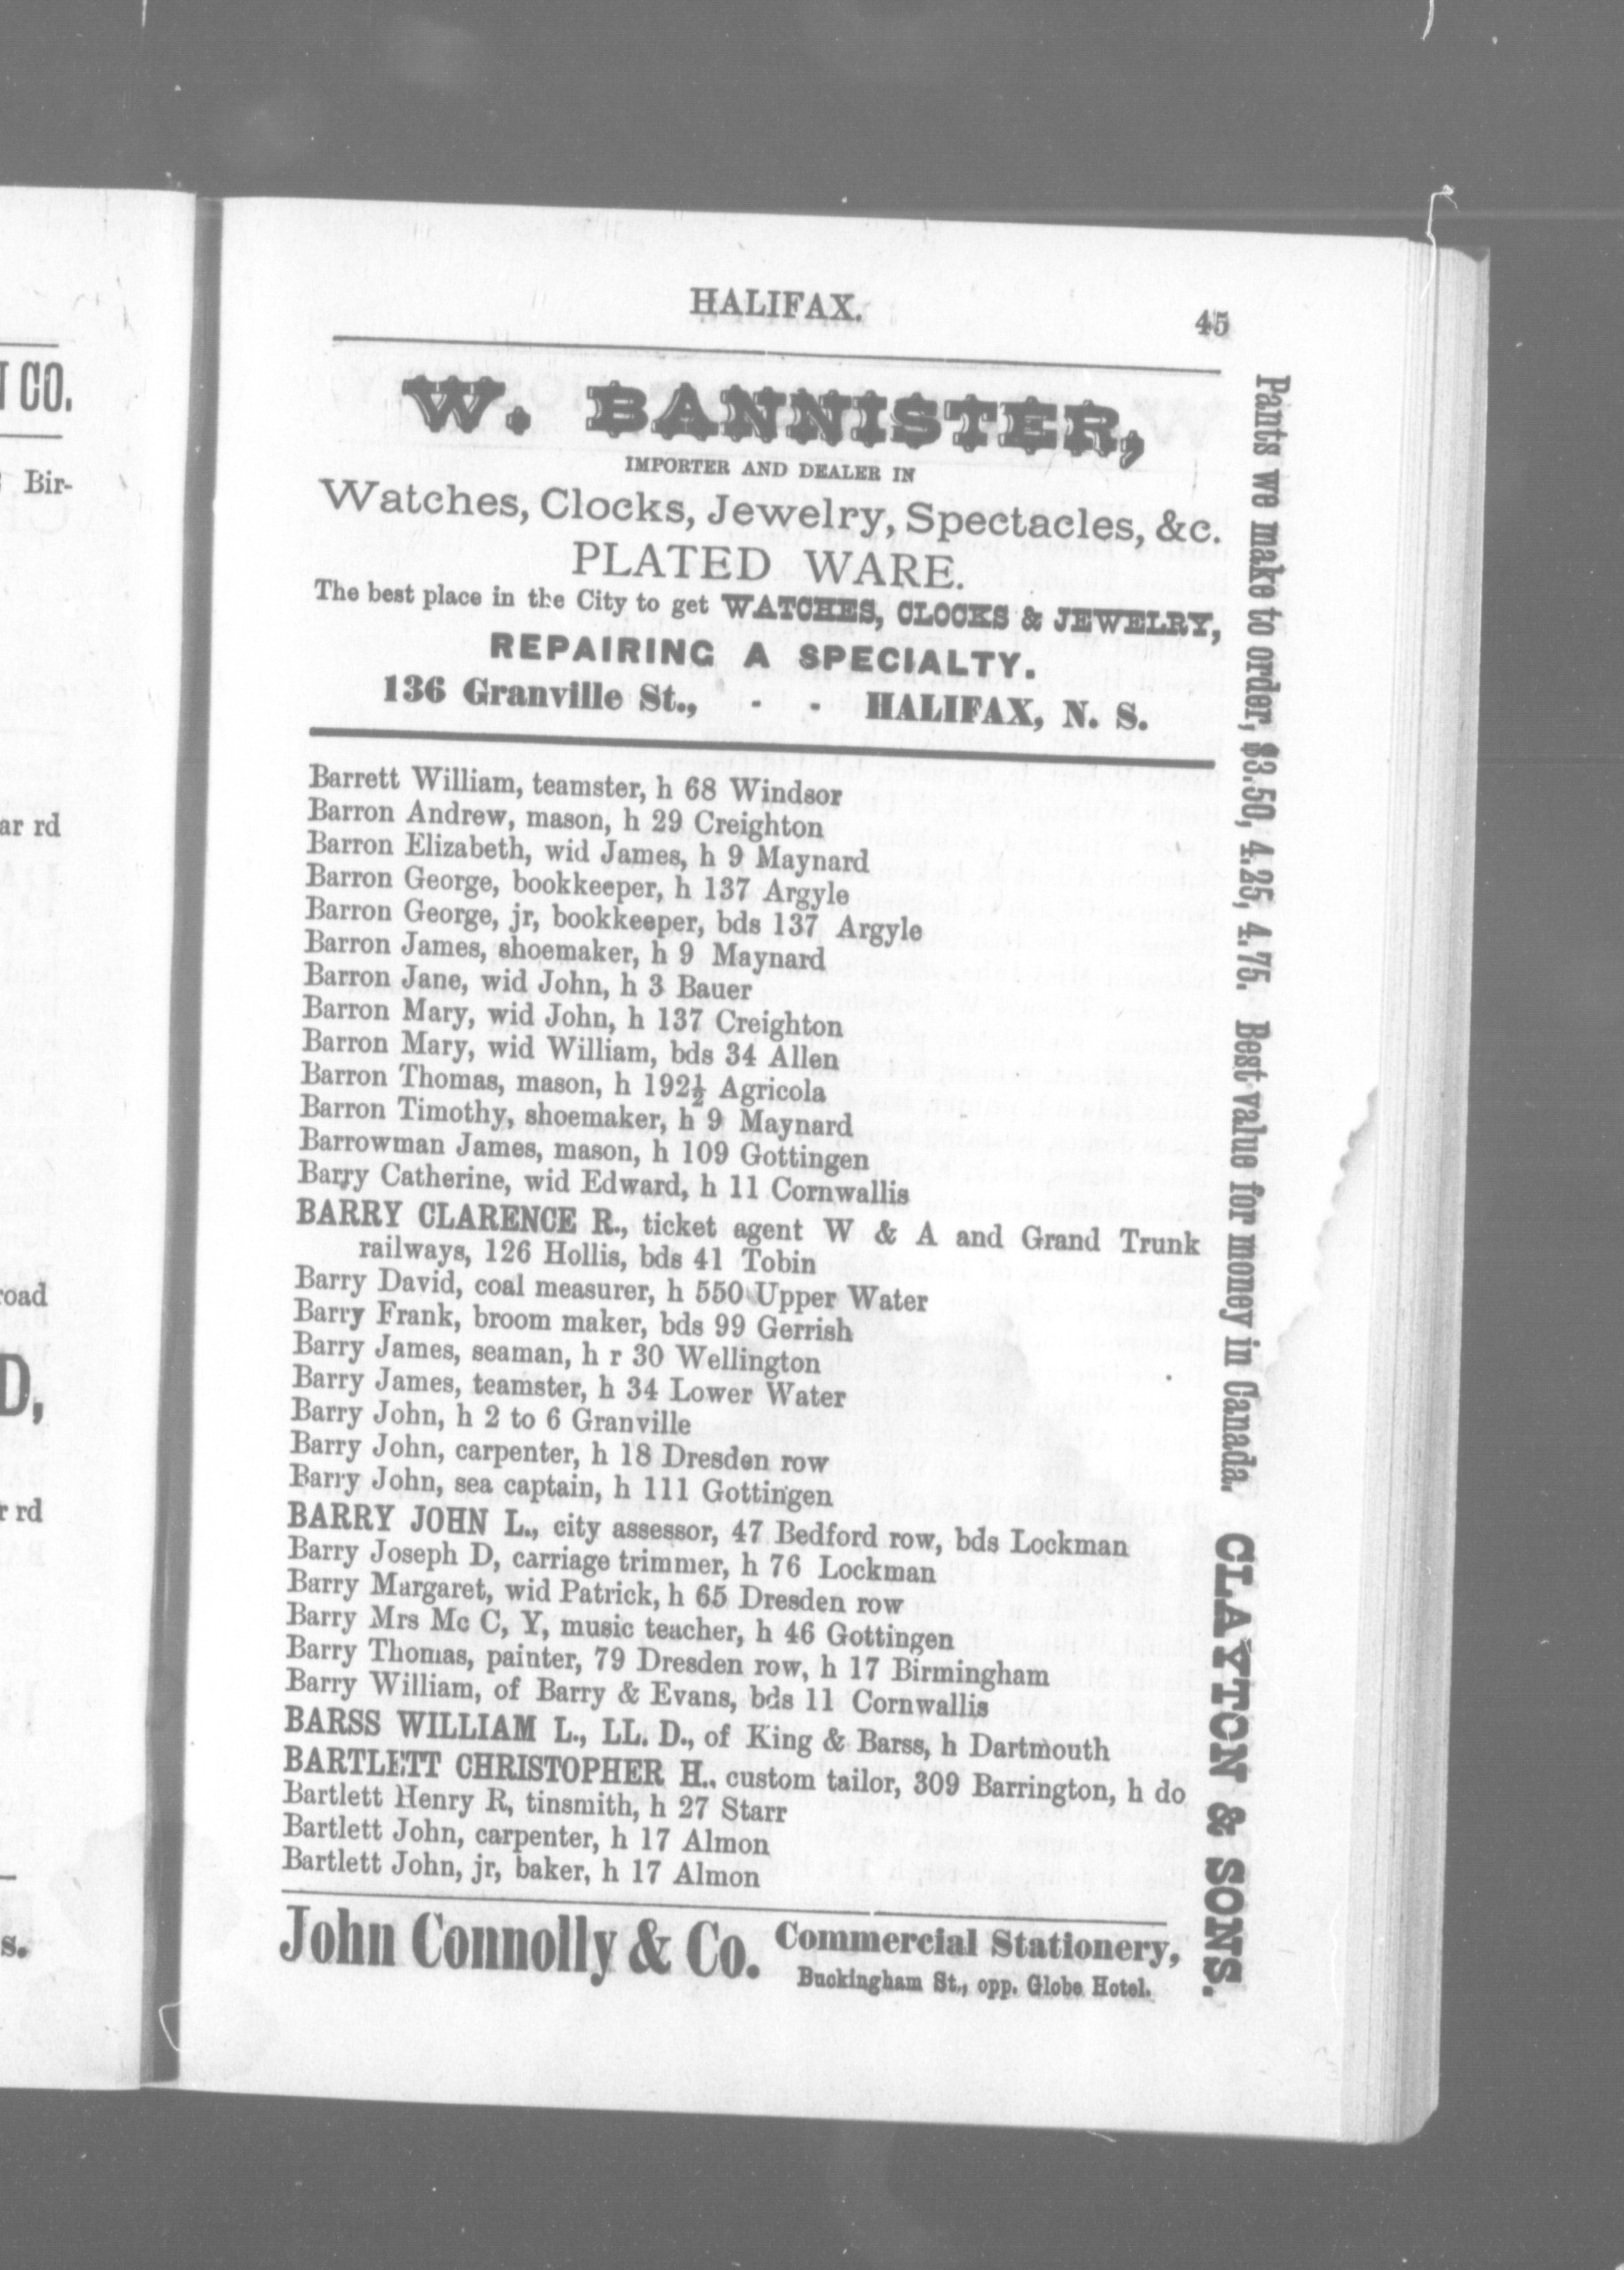 T CO.
Bir-
ar rd
road
D,
r rd
s.
HALIFAX.
45
W. BANNISTER,
IMPORTER AND DEALER IN
Watches, Clocks, Jewelry, Spectacles, &c.
PLATED WARE.
The best place in the City to get WATCHES, CLOCKS & JEWELRY,
REPAIRING A SPECIALTY.
136 Granville St., - - HALIFAX, N. S.
Barrett William, teamster, h 68 Windsor
Barron Andrew, mason, h 29 Creighton
Barron Elizabeth, wid James, h 9 Maynard
Barron George, bookkeeper, h 137 Argyle
Barron George, jr, bookkeeper, bds 137 Argyle
Barron James, shoemaker, h 9 Maynard
Barron Jane, wid John, h 3 Bauer
Barron Mary, wid John, h 137 Creighton
Barron Mary, wid William, bds 34 Allen
Barron Thomas, mason, h 192½ Agricola
Barron Timothy, shoemaker, h 9 Maynard
Barrowman James, mason, h 109 Gottingen
Barry Catherine, wid Edward, h 11 Cornwallis
BARRY CLARENCE R., ticket agent W & A and Grand Trunk
railways, 126 Hollis, bds 41 Tobin
Barry David, coal measurer, h 550 Upper Water
Barry Frank, broom maker, bds 99 Gerrish
Barry James, seaman, h r 30 Wellington
Barry James, teamster, h 34 Lower Water
Barry John, h 2 to 6 Granville
Barry John, carpenter, h 18 Dresden row
Barry John, sea captain, h 111 Gottingen
BARRY JOHN L., city assessor, 47 Bedford row, bds Lockman
Barry Joseph D, carriage trimmer, h 76 Lockman
Barry Margaret, wid Patrick, h 65 Dresden row
Barry Mrs Mc C, Y, music teacher, h 46 Gottingen
Barry Thomas, painter, 79 Dresden row, h 17 Birmingham
Barry William, of Barry & Evans, bds 11 Cornwallis
BARSS WILLIAM L., LL. D., of King & Barss, h Dartmouth
BARTLETT CHRISTOPHER H., custom tailor, 309 Barrington, h do
Bartlett Henry R, tinsmith, h 27 Starr
Bartlett John, carpenter, h 17 Almon
Bartlett John, jr, baker, h 17 Almon
John Connolly & Co. Commercial Stationery,
Buckingham St., opp. Globe Hotel.
Pants we make to order, $3.50, 4.25, 4.75. Best value for money in Canada. CLAYTON & SONS.